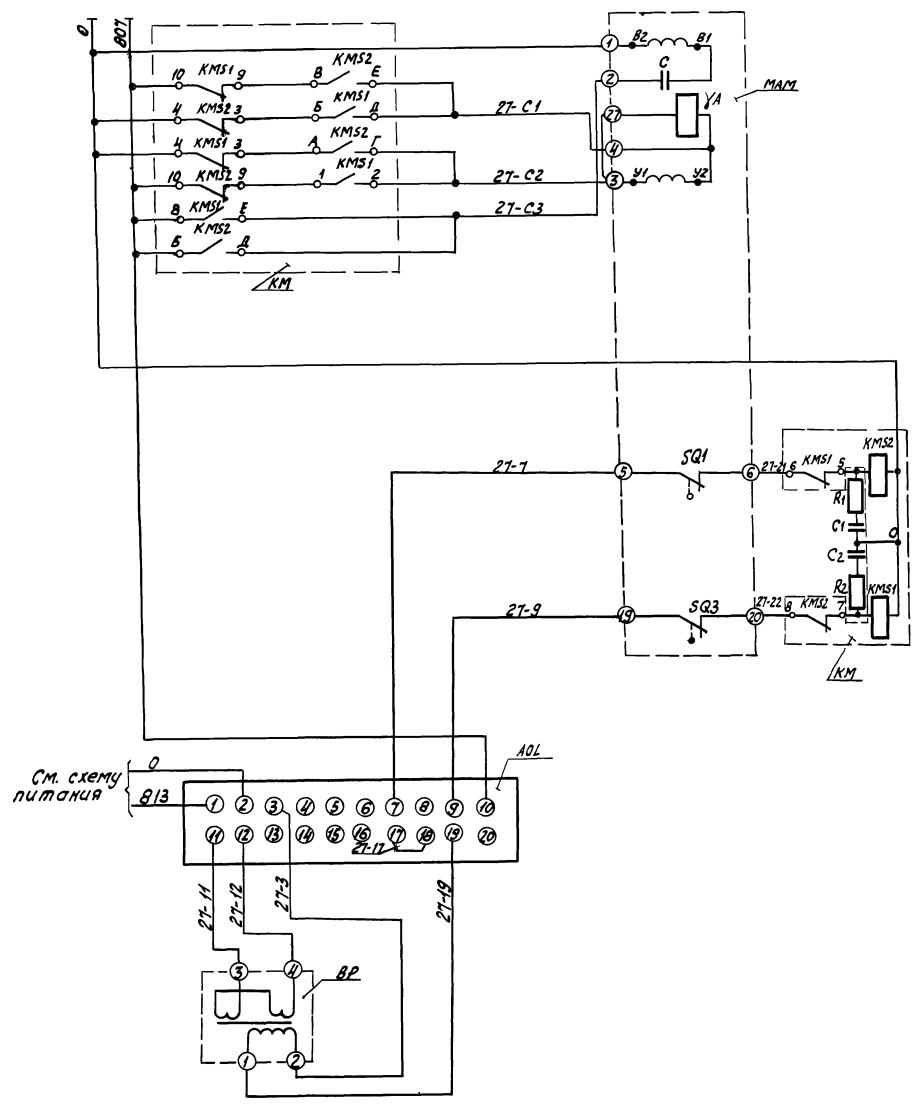 0 807
KMS2
10 KMS1 9 В Е
KMS1
4 KMS2 3 Б Д 27-C1
KMS2
4 KMS1 3 А Г
KMS1
10 KMS2 9 1 2 27-C2
В KMS1 Е 27-C3
Б KMS2 Д
КМ
1 В2 В1
2 С
МАМ
21 YA
4
3 У1 У2
27-7 5 SQ1 6 27-21 6 KMS1 5 KMS2
R1
C1
0
C2
R2 KMS1
27-9 19 SQ3 20 27-22 8 KMS2 7
КМ
AOL
См. схему
питания
0
813
1 2 3 4 5 6 7 8 9 10
11 12 13 14 15 16 17 18 19 20
27-17
27-11 27-12 27-3 27-19
3 4 ВР
1 2